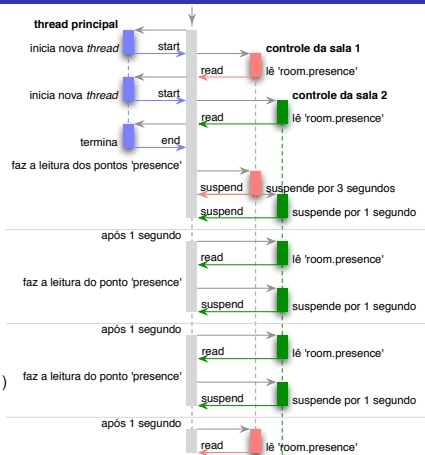 thread principal
inicia nova thread
start
controle da sala 1
read
lê 'room.presence'
inicia nova thread
start
controle da sala 2
read
lê 'room.presence'
termina
end
faz a leitura dos pontos 'presence'
suspend
suspende por 3 segundos
suspend
suspende por 1 segundo
após 1 segundo
read
lê 'room.presence'
faz a leitura do ponto 'presence'
suspend
suspende por 1 segundo
após 1 segundo
read
lê 'room.presence'
)
faz a leitura do ponto 'presence'
suspend
suspende por 1 segundo
após 1 segundo
read
lê 'room.presence'